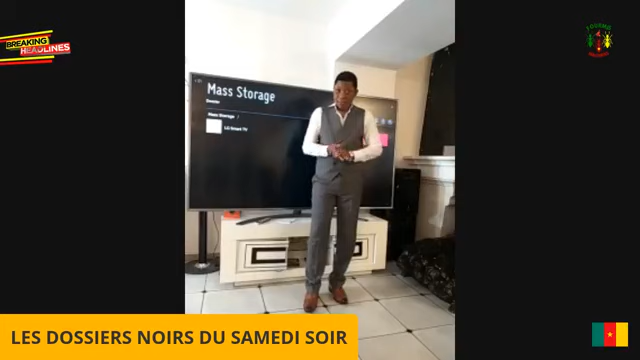 BREAKING
HEADLINES
Mass Storage
Mass Storage /
LG Smart TV
LES DOSSIERS NOIRS DU SAMEDI SOIR